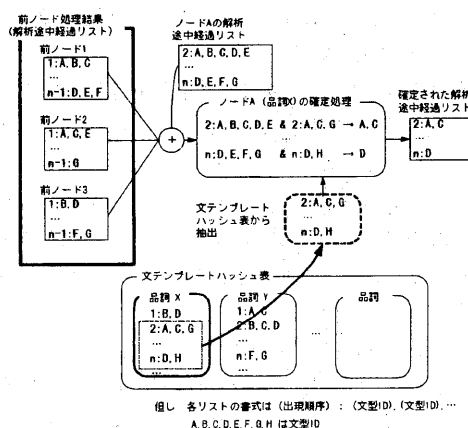 前ノード処理結果
(解析途中経過リスト)
前ノード1
1:A, B, C
…
n-1:D, E, F
前ノード2
1:A, C, E
…
n-1:G
前ノード3
1:B, D
…
n-1:F, G
ノードAの解析
途中経過リスト
2:A, B, C, D, E
…
n:D, E, F, G
+
ノードA (品詞X) の確定処理
2:A, B, C, D, E & 2:A, C, G → A, C
…
n:D, E, F, G & n:D, H → D
確定された解析
途中経過リスト
2:A, C
…
n:D
文テンプレート
ハッシュ表から
抽出
2:A, C, G
…
n:D, H
文テンプレートハッシュ表
品詞 X
1:B, D
2:A, C, G
…
n:D, H
…
品詞 Y
1:A, C
2:B, C, D
…
n:F, G
…
…
品詞
但し 各リストの書式は (出現順序) : (文型ID), (文型ID), …
A, B, C, D, E, F, G, H は文型ID